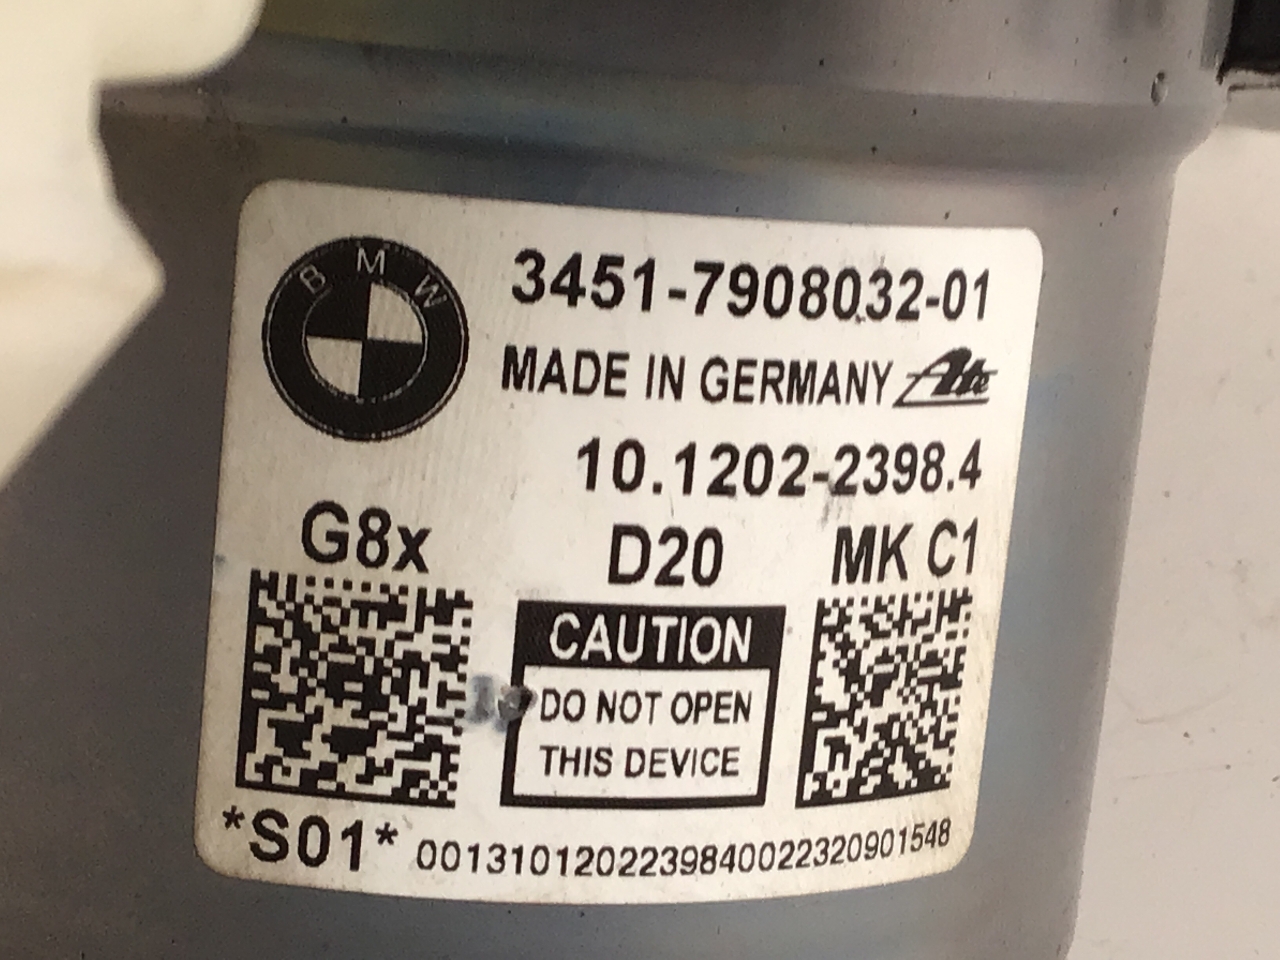 BMW
3451-7908032-01
MADE IN GERMANY Ate
10.1202-2398.4
G8x D20 MK C1
CAUTION
DO NOT OPEN
THIS DEVICE
*S01* 0013101202239840022320901548